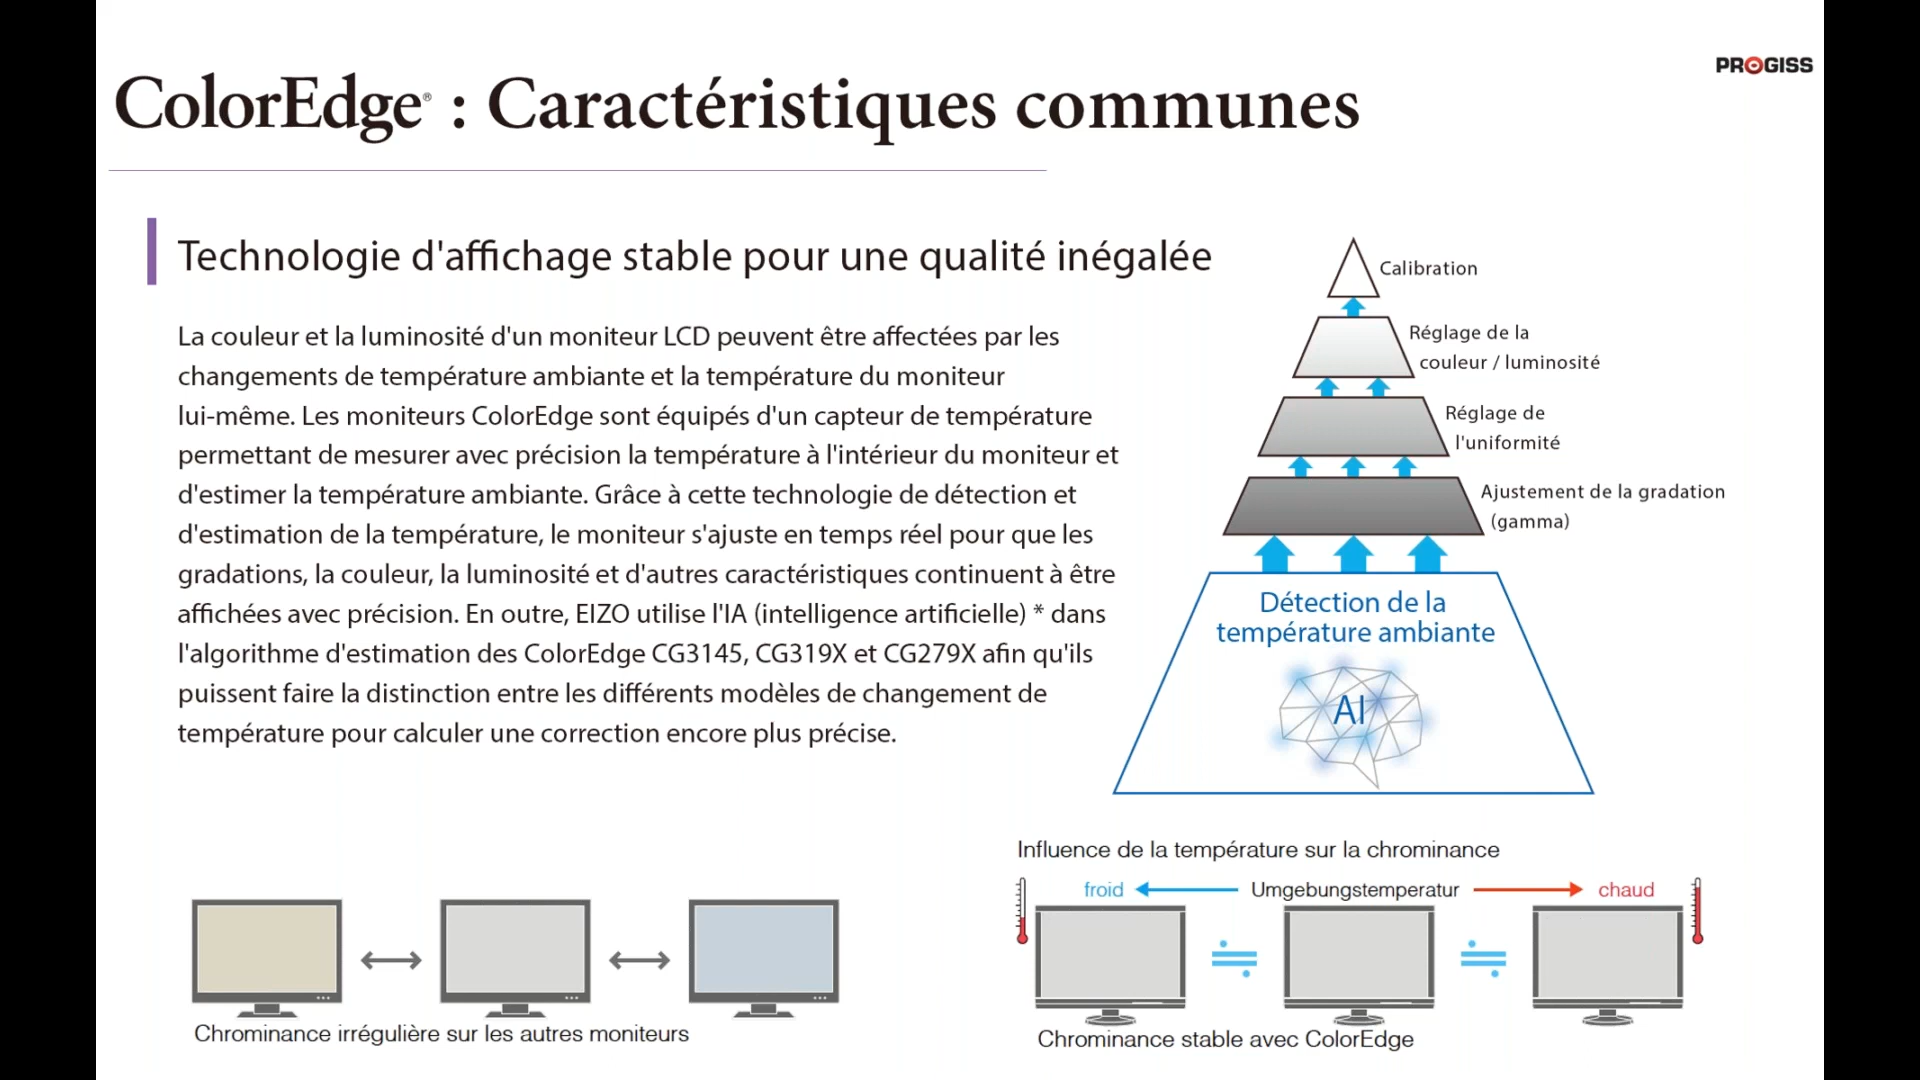 PROGISS
ColorEdge® : Caractéristiques communes
Technologie d'affichage stable pour une qualité inégalée
La couleur et la luminosité d'un moniteur LCD peuvent être affectées par les
changements de température ambiante et la température du moniteur
lui-même. Les moniteurs ColorEdge sont équipés d'un capteur de température
permettant de mesurer avec précision la température à l'intérieur du moniteur et
d'estimer la température ambiante. Grâce à cette technologie de détection et
d'estimation de la température, le moniteur s'ajuste en temps réel pour que les
gradations, la couleur, la luminosité et d'autres caractéristiques continuent à être
affichées avec précision. En outre, EIZO utilise l'IA (intelligence artificielle) * dans
l'algorithme d'estimation des ColorEdge CG3145, CG319X et CG279X afin qu'ils
puissent faire la distinction entre les différents modèles de changement de
température pour calculer une correction encore plus précise.
Calibration
Réglage de la
couleur / luminosité
Réglage de
l'uniformité
Ajustement de la gradation
(gamma)
Détection de la
température ambiante
AI
Chrominance irrégulière sur les autres moniteurs
Influence de la température sur la chrominance
froid Umgebungstemperatur chaud
Chrominance stable avec ColorEdge